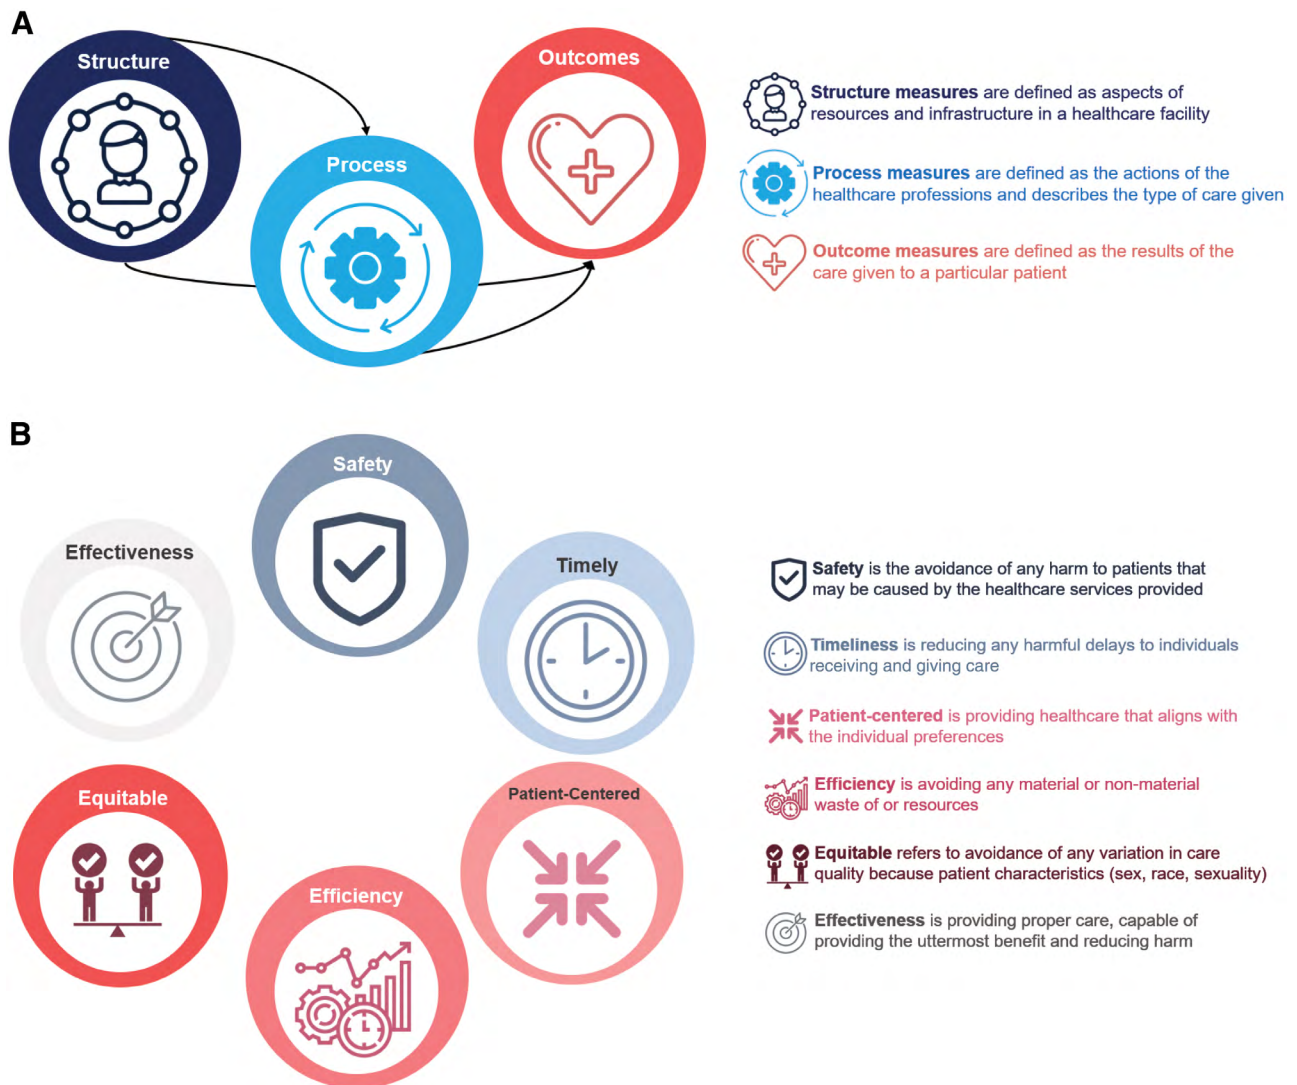 A
Structure
Process
Outcomes
Structure measures are defined as aspects of
resources and infrastructure in a healthcare facility
Process measures are defined as the actions of the
healthcare professions and describes the type of care given
Outcome measures are defined as the results of the
care given to a particular patient
B
Safety
Effectiveness
Timely
Equitable
Patient-Centered
Efficiency
Safety is the avoidance of any harm to patients that
may be caused by the healthcare services provided
Timeliness is reducing any harmful delays to individuals
receiving and giving care
Patient-centered is providing healthcare that aligns with
the individual preferences
Efficiency is avoiding any material or non-material
waste of or resources
Equitable refers to avoidance of any variation in care
quality because patient characteristics (sex, race, sexuality)
Effectiveness is providing proper care, capable of
providing the uttermost benefit and reducing harm